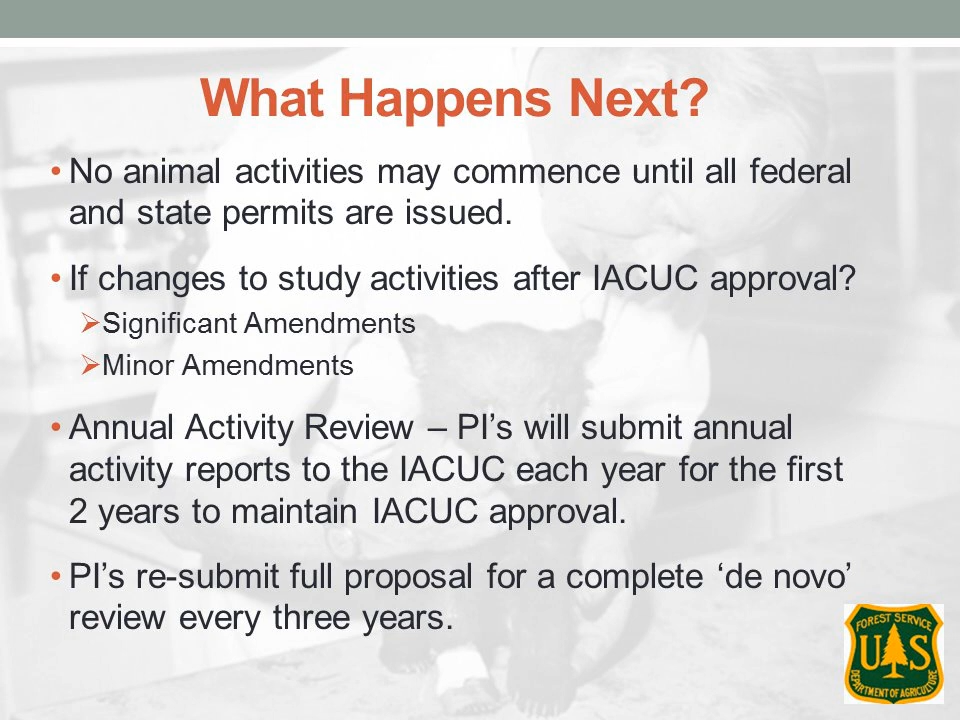 What Happens Next?
• No animal activities may commence until all federal
and state permits are issued.
• If changes to study activities after IACUC approval?
➢ Significant Amendments
➢ Minor Amendments
• Annual Activity Review – PI’s will submit annual
activity reports to the IACUC each year for the first
2 years to maintain IACUC approval.
• PI’s re-submit full proposal for a complete ‘de novo’
review every three years.
FOREST SERVICE
U S
DEPARTMENT OF AGRICULTURE